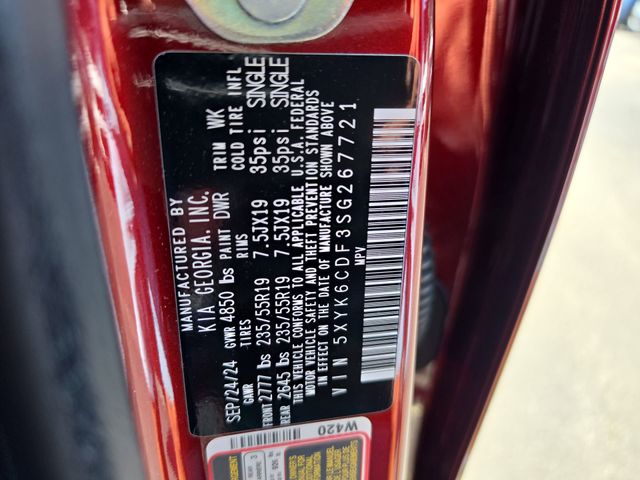 MANUFACTURED BY
KIA GEORGIA, INC.
SEP/24/24 GVWR 4850 lbs PAINT DWR TRIM WK
GAWR TIRES RIMS COLD TIRE INFL
FRONT 2777 lbs 235/55R19 7.5JX19 35psi SINGLE
REAR 2645 lbs 235/55R19 7.5JX19 35psi SINGLE
THIS VEHICLE CONFORMS TO ALL APPLICABLE U.S.A. FEDERAL
MOTOR VEHICLE SAFETY AND THEFT PREVENTION STANDARDS
IN EFFECT ON THE DATE OF MANUFACTURE SHOWN ABOVE
VIN 5XYK6CDF3SG267721
MPV
W420